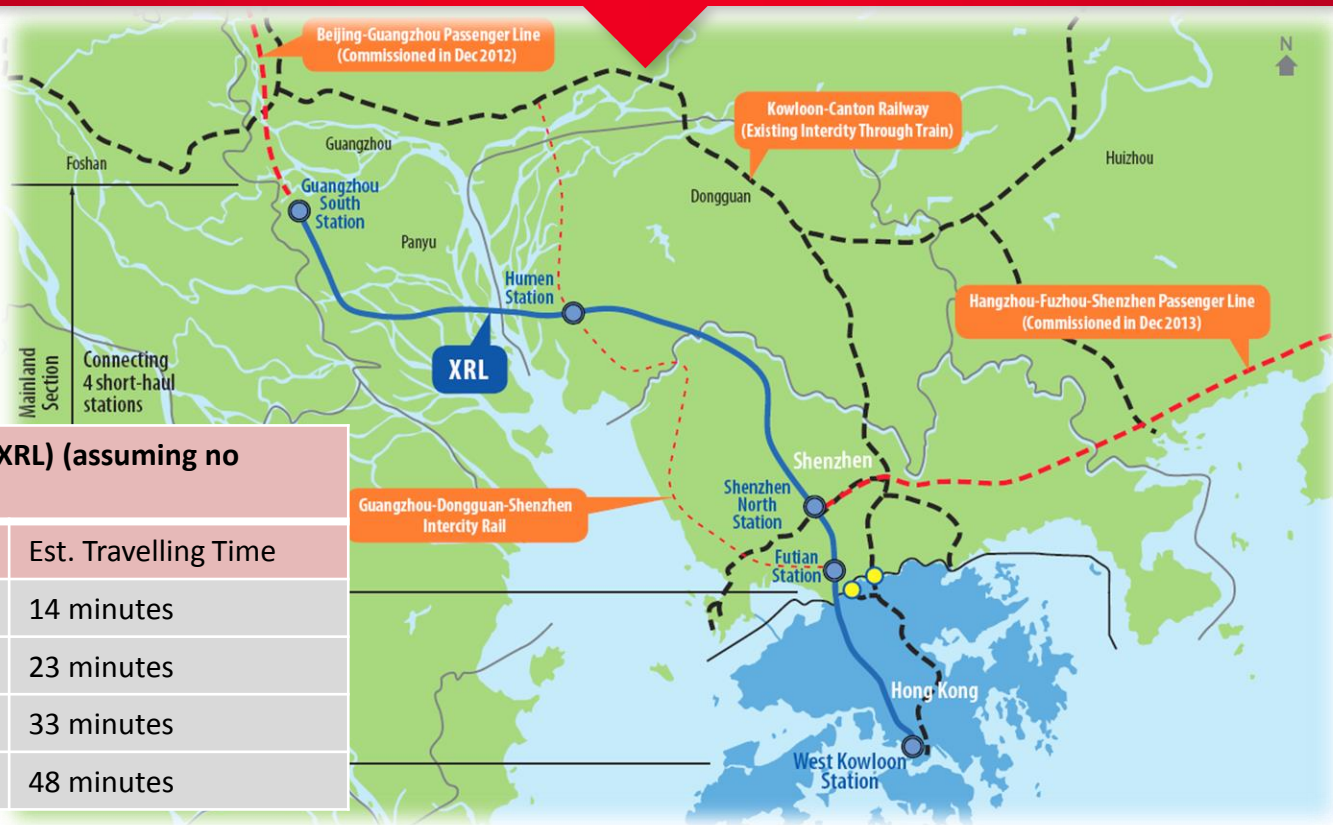 Beijing-Guangzhou Passenger Line
(Commissioned in Dec 2012)
N
Kowloon-Canton Railway
(Existing Intercity Through Train)
Guangzhou
Foshan
Huizhou
Guangzhou
South
Station
Dongguan
Panyu
Humen
Station
Hangzhou-Fuzhou-Shenzhen Passenger Line
(Commissioned in Dec 2013)
Mainland
Section
Connecting
4 short-haul
stations
XRL
XRL) (assuming no
Est. Travelling Time
14 minutes
23 minutes
33 minutes
48 minutes
Guangzhou-Dongguan-Shenzhen
Intercity Rail
Shenzhen
Shenzhen
North
Station
Futian
Station
Hong Kong
West Kowloon
Station